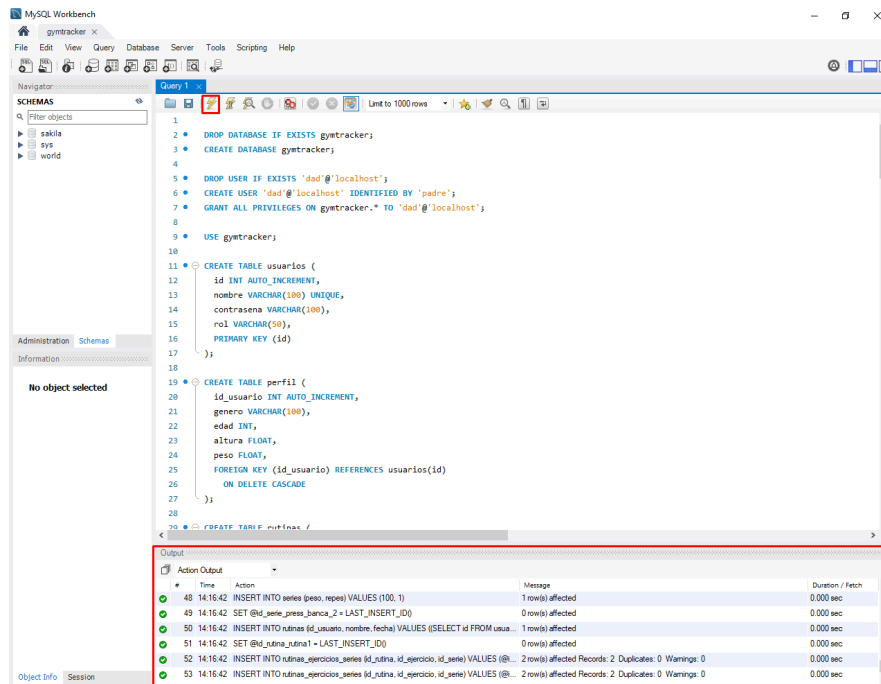 MySQL Workbench
gymtracker
File Edit View Query Database Server Tools Scripting Help
Navigator
Query 1
SCHEMAS
Limit to 1000 rows
Filter objects
sakila
sys
world
1
2 DROP DATABASE IF EXISTS gymtracker;
3 CREATE DATABASE gymtracker;
4
5 DROP USER IF EXISTS 'dad'@'localhost';
6 CREATE USER 'dad'@'localhost' IDENTIFIED BY 'padre';
7 GRANT ALL PRIVILEGES ON gymtracker.* TO 'dad'@'localhost';
8
9 USE gymtracker;
10
11 CREATE TABLE usuarios (
12 id INT AUTO_INCREMENT,
13 nombre VARCHAR(100) UNIQUE,
14 contrasena VARCHAR(100),
15 rol VARCHAR(50),
16 PRIMARY KEY (id)
17 );
18
19 CREATE TABLE perfil (
20 id_usuario INT AUTO_INCREMENT,
21 genero VARCHAR(100),
22 edad INT,
23 altura FLOAT,
24 peso FLOAT,
25 FOREIGN KEY (id_usuario) REFERENCES usuarios(id)
26 ON DELETE CASCADE
27 );
28
29 CREATE TABLE rutinas (
Administration Schemas
Information
No object selected
Object Info Session
Output
Action Output
# Time Action Message Duration / Fetch
48 14:16:42 INSERT INTO series (peso, repes) VALUES (100, 1) 1 row(s) affected 0.000 sec
49 14:16:42 SET @id_serie_press_banca_2 = LAST_INSERT_ID() 0 row(s) affected 0.000 sec
50 14:16:42 INSERT INTO rutinas (id_usuario, nombre, fecha) VALUES ((SELECT id FROM usua... 1 row(s) affected 0.000 sec
51 14:16:42 SET @id_rutina_rutina1 = LAST_INSERT_ID() 0 row(s) affected 0.000 sec
52 14:16:42 INSERT INTO rutinas_ejercicios_series (id_rutina, id_ejercicio, id_serie) VALUES (@i... 2 row(s) affected Records: 2 Duplicates: 0 Warnings: 0 0.000 sec
53 14:16:42 INSERT INTO rutinas_ejercicios_series (id_rutina, id_ejercicio, id_serie) VALUES (@i... 2 row(s) affected Records: 2 Duplicates: 0 Warnings: 0 0.000 sec